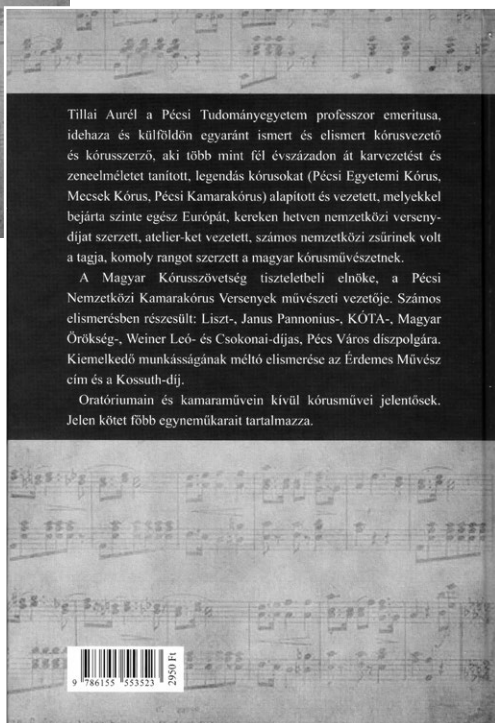 Tillai Aurél a Pécsi Tudományegyetem professzor emeritusa,
idehaza és külföldön egyaránt ismert és elismert kórusvezető
és kórusszerző, aki több mint fél évszázadon át karvezetést és
zeneelméletet tanított, legendás kórusokat (Pécsi Egyetemi Kórus,
Mecsek Kórus, Pécsi Kamarakórus) alapított és vezetett, melyekkel
bejárta szinte egész Európát, kereken hetven nemzetközi verseny-
díjat szerzett, atelier-ket vezetett, számos nemzetközi zsűrinek volt
a tagja, komoly rangot szerzett a magyar kórusművészetnek.
A Magyar Kórusszövetség tiszteletbeli elnöke, a Pécsi
Nemzetközi Kamarakórus Versenyek művészeti vezetője. Számos
elismerésben részesült: Liszt-, Janus Pannonius-, KÓTA-, Magyar
Örökség-, Weiner Leó- és Csokonai-díjas, Pécs Város díszpolgára.
Kiemelkedő munkásságának méltó elismerése az Érdemes Művész
cím és a Kossuth-díj.
Oratóriumain és kamaraművein kívül kórusművei jelentősek.
Jelen kötet főbb egyneműkarait tartalmazza.
9 786155 553523
2950 Ft